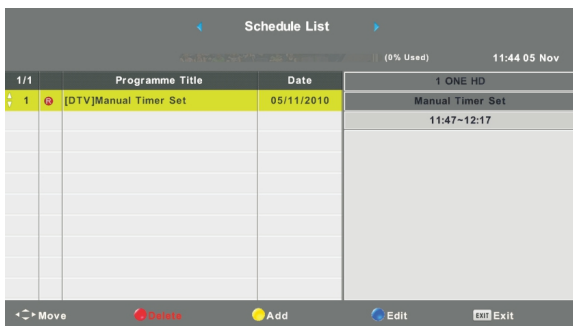 Schedule List
(0% Used) 11:44 05 Nov
1/1 Programme Title Date 1 ONE HD
1 R [DTV]Manual Timer Set 05/11/2010 Manual Timer Set
11:47~12:17
Move Delete Add Edit EXIT Exit